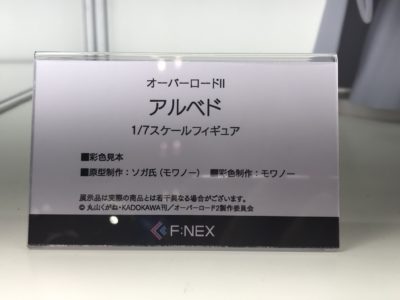 オーバーロードII
アルベド
1/7スケールフィギュア
■彩色見本
■原型制作：ソガ氏（モワノー）　■彩色制作：モワノー
展示品は実際の商品とは若干異なる場合がございます。
© 丸山くがね・KADOKAWA刊／オーバーロード2製作委員会
F:NEX